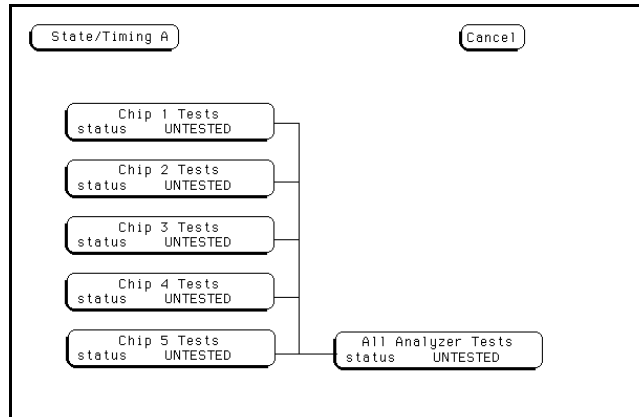 State/Timing A
Cancel
Chip 1 Tests
status UNTESTED
Chip 2 Tests
status UNTESTED
Chip 3 Tests
status UNTESTED
Chip 4 Tests
status UNTESTED
Chip 5 Tests
status UNTESTED
All Analyzer Tests
status UNTESTED